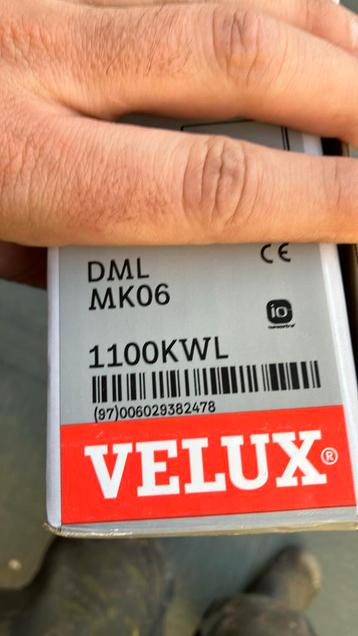 CE
DML
MK06
io
1100KWL
(97)006029382478
VELUX®